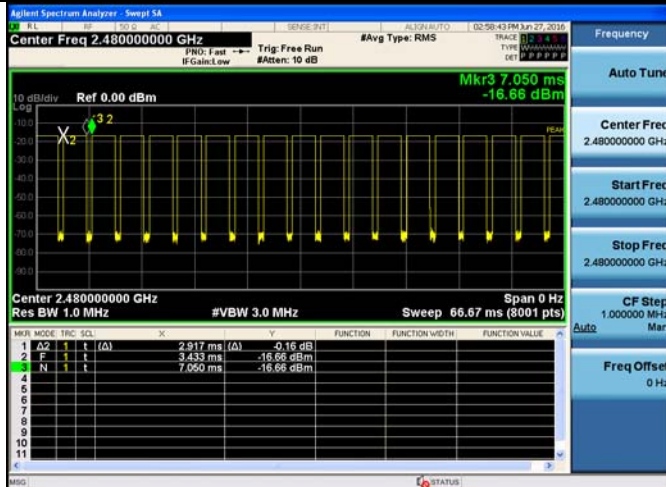 Agilent Spectrum Analyzer - Swept SA
RL RF 50 Ω AC SENSE:INT ALIGNAUTO 02:58:43 PM Jun 27, 2016
Center Freq 2.480000000 GHz
PNO: Fast
IFGain:Low
Trig: Free Run
#Atten: 10 dB
#Avg Type: RMS
TRACE 1 2 3 4 5 6
TYPE
DET P P P P P P
Mkr3 7.050 ms
-16.66 dBm
10 dB/div Ref 0.00 dBm
Log
-10.0
-20.0
-30.0
-40.0
-50.0
-60.0
-70.0
-80.0
-90.0
2
3 2
PEAK
Center 2.480000000 GHz Span 0 Hz
Res BW 1.0 MHz #VBW 3.0 MHz Sweep 66.67 ms (8001 pts)
MKR MODE TRC SCL X Y FUNCTION FUNCTION WIDTH FUNCTION VALUE
1 Δ2 1 t (Δ) 2.917 ms (Δ) -0.16 dB
2 F 1 t 3.433 ms -16.66 dBm
3 N 1 t 7.050 ms -16.66 dBm
4
5
6
7
8
9
10
11
MSG STATUS
Frequency
Auto Tune
Center Freq
2.480000000 GHz
Start Freq
2.480000000 GHz
Stop Freq
2.480000000 GHz
CF Step
1.000000 MHz
Auto Man
Freq Offset
0 Hz